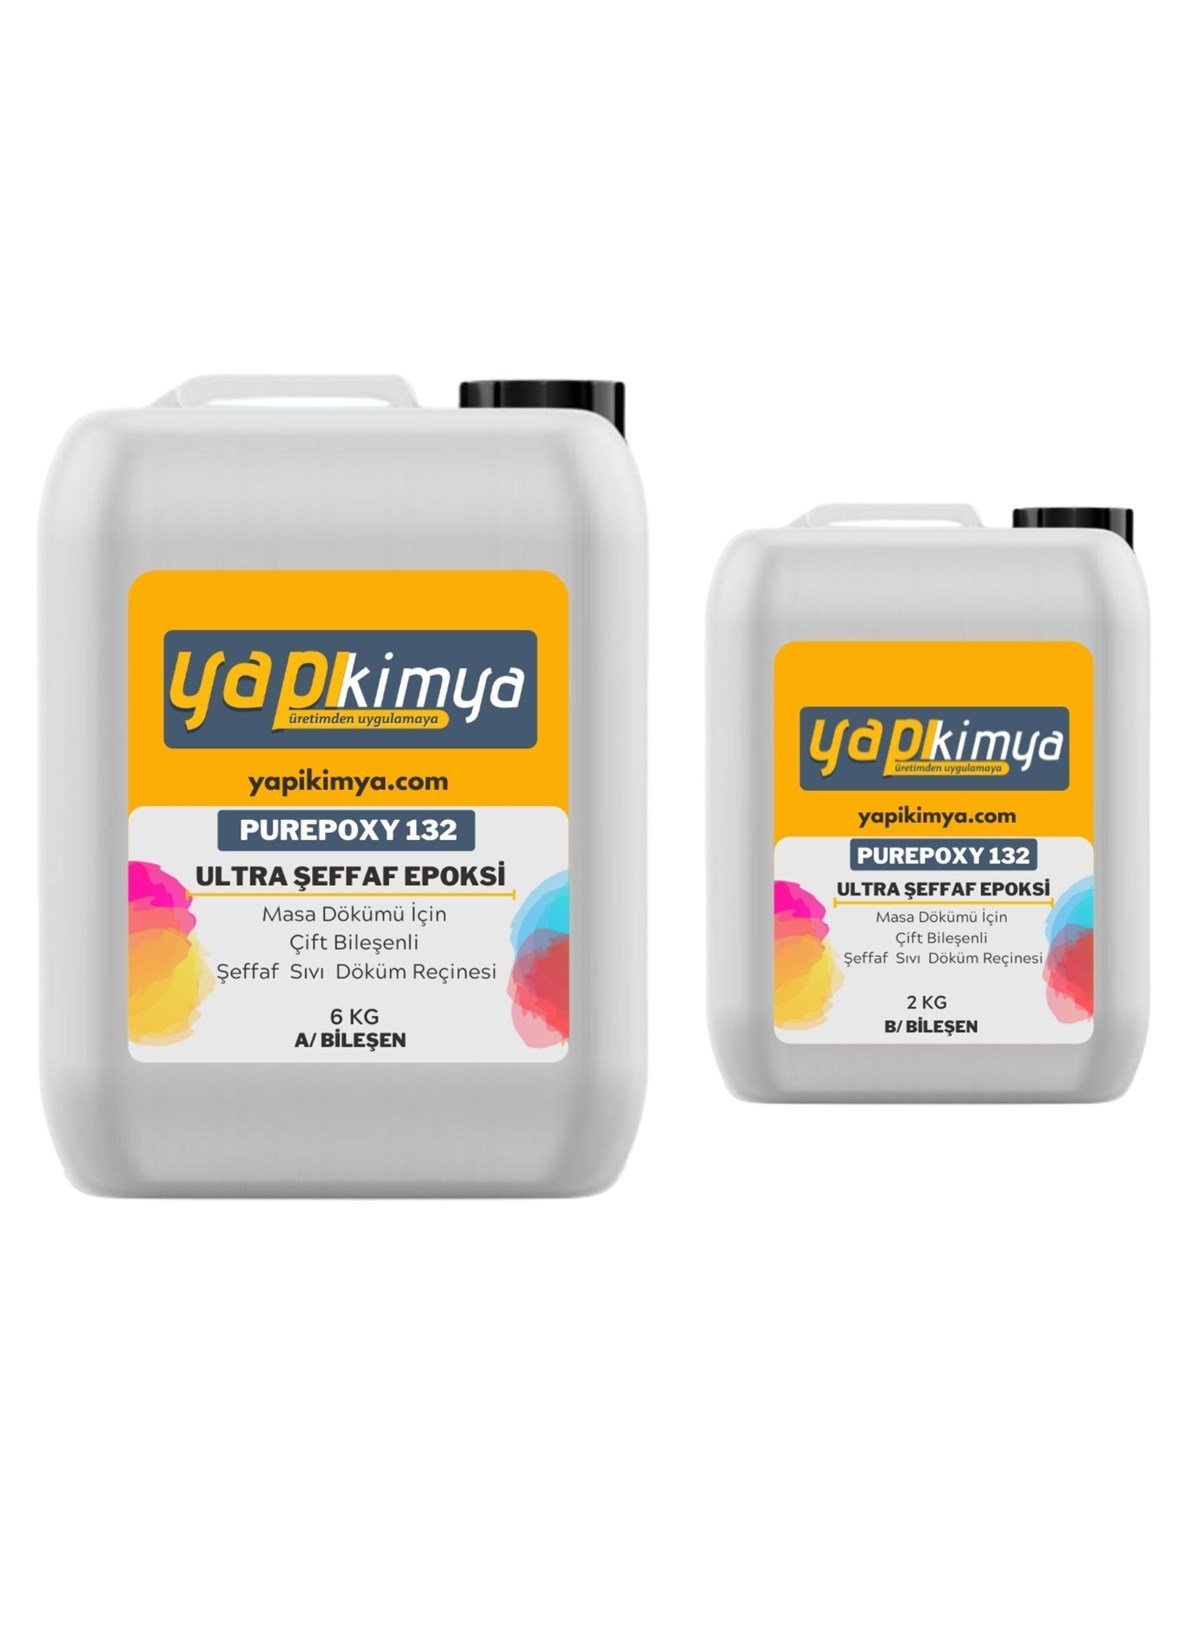 yapıkimya
üretimden uygulamaya
yapikimya.com
PUREPOXY 132
ULTRA ŞEFFAF EPOKSİ
Masa Dökümü İçin
Çift Bileşenli
Şeffaf Sıvı Döküm Reçinesi
6 KG
A/ BİLEŞEN
yapıkimya
üretimden uygulamaya
yapikimya.com
PUREPOXY 132
ULTRA ŞEFFAF EPOKSİ
Masa Dökümü İçin
Çift Bileşenli
Şeffaf Sıvı Döküm Reçinesi
2 KG
B/ BİLEŞEN